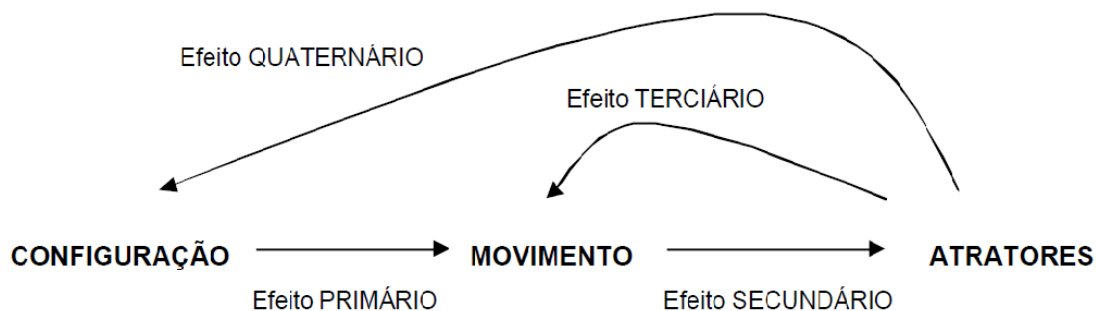 Efeito QUATERNÁRIO
Efeito TERCIÁRIO
CONFIGURAÇÃO MOVIMENTO ATRATORES
Efeito PRIMÁRIO Efeito SECUNDÁRIO